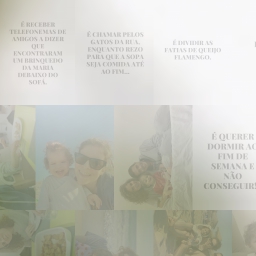 É RECEBER
TELEFONEMAS DE
AMIGOS A DIZER
QUE
ENCONTRARAM
UM BRINQUEDO
DA MARIA
DEBAIXO DO
SOFÁ.
É CHAMAR PELOS
GATOS DA RUA,
ENQUANTO REZO
PARA QUE A SOPA
SEJA COMIDA ATÉ
AO FIM...
É DIVIDIR AS
FATIAS DE QUEIJO
FLAMENGO.
É QUERER
DORMIR AO
FIM DE
SEMANA E
NÃO
CONSEGUIR!